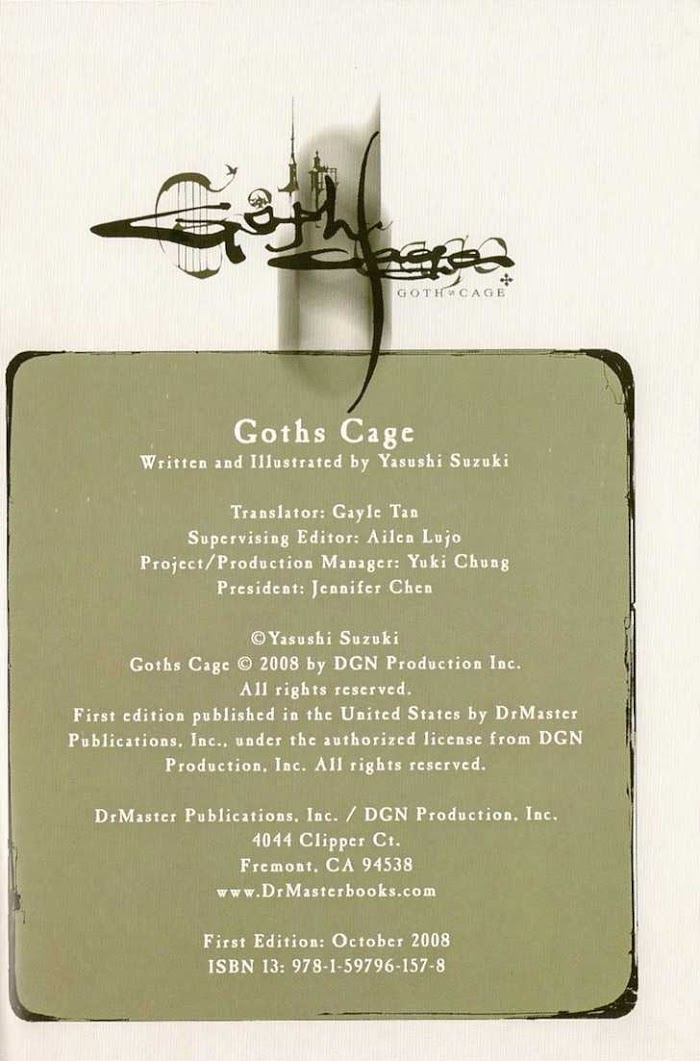 Goths Cage
GOTHS CAGE
Goths Cage
Written and Illustrated by Yasushi Suzuki
Translator: Gayle Tan
Supervising Editor: Ailen Lujo
Project/Production Manager: Yuki Chung
President: Jennifer Chen
©Yasushi Suzuki
Goths Cage © 2008 by DGN Production Inc.
All rights reserved.
First edition published in the United States by DrMaster
Publications, Inc., under the authorized license from DGN
Production, Inc. All rights reserved.
DrMaster Publications, Inc. / DGN Production, Inc.
4044 Clipper Ct.
Fremont, CA 94538
www.DrMasterbooks.com
First Edition: October 2008
ISBN 13: 978-1-59796-157-8